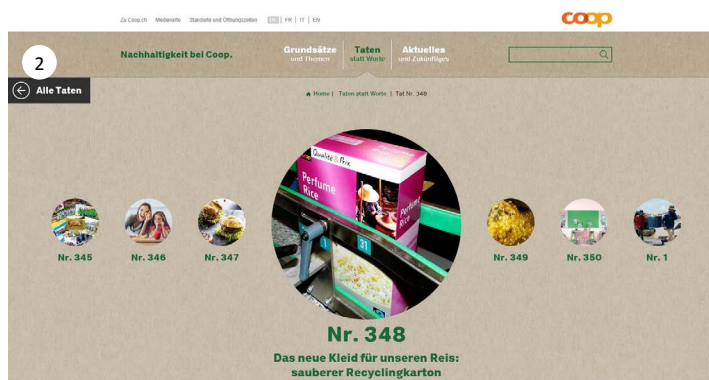 Zu Coop.ch Medienseite Standorte und Öffnungszeiten DE | FR | IT | EN
coop
Nachhaltigkeit bei Coop.
Grundsätze
und Themen
Taten
statt Worte
Aktuelles
und Zukünftiges
2
Alle Taten
Home | Taten statt Worte | Tat Nr. 348
Qualité & Prix
Perfume
Rice
Perfume
Rice
1
31
Nr. 345
Nr. 346
Nr. 347
Nr. 349
Nr. 350
Nr. 1
Nr. 348
Das neue Kleid für unseren Reis:
sauberer Recyclingkarton